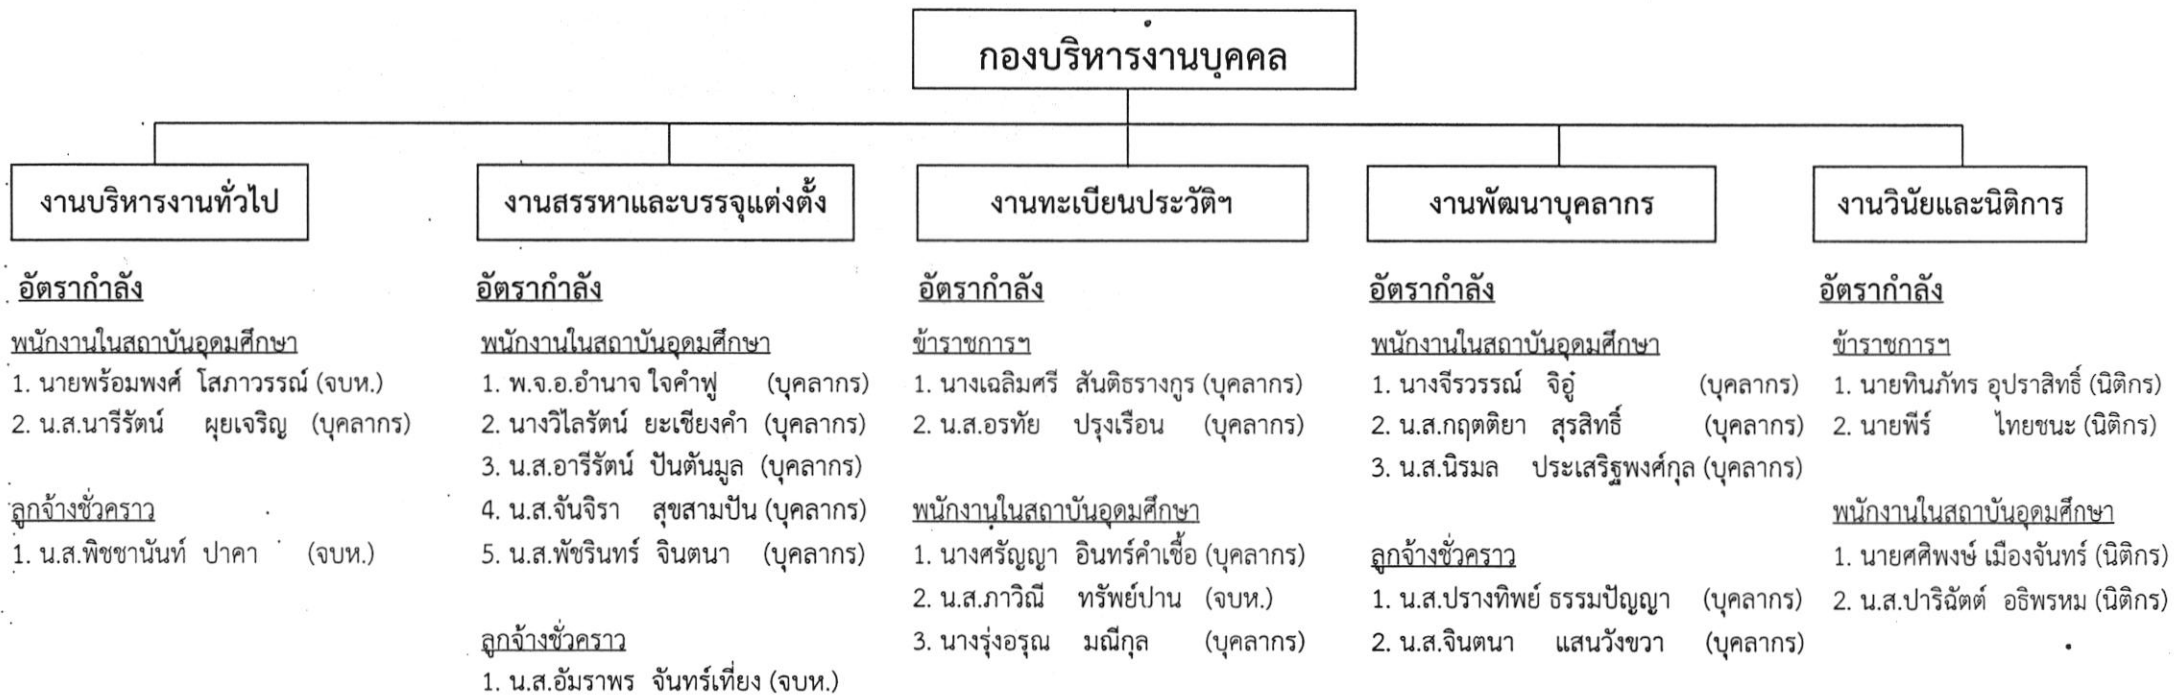 กองบริหารงานบุคคล
งานบริหารงานทั่วไป
อัตรากำลัง
พนักงานในสถาบันอุดมศึกษา
1. นายพร้อมพงศ์ โสภาวรรณ์ (จบห.)
2. น.ส.นารีรัตน์ ผุยเจริญ (บุคลากร)
ลูกจ้างชั่วคราว
1. น.ส.พิชชานันท์ ปาคา (จบห.)
งานสรรหาและบรรจุแต่งตั้ง
อัตรากำลัง
พนักงานในสถาบันอุดมศึกษา
1. พ.จ.อ.อำนาจ ใจคำฟู (บุคลากร)
2. นางวิไลรัตน์ ยะเชียงคำ (บุคลากร)
3. น.ส.อารีรัตน์ ปันตันมูล (บุคลากร)
4. น.ส.จันจิรา สุขสามปัน (บุคลากร)
5. น.ส.พัชรินทร์ จินตนา (บุคลากร)
ลูกจ้างชั่วคราว
1. น.ส.อัมราพร จันทร์เที่ยง (จบห.)
งานทะเบียนประวัติฯ
อัตรากำลัง
ข้าราชการฯ
1. นางเฉลิมศรี สันติธรางกูร (บุคลากร)
2. น.ส.อรทัย ปรุงเรือน (บุคลากร)
พนักงานในสถาบันอุดมศึกษา
1. นางศรัญญา อินทร์คำเชื้อ (บุคลากร)
2. น.ส.ภาวิณี ทรัพย์ปาน (จบห.)
3. นางรุ่งอรุณ มณีกุล (บุคลากร)
งานพัฒนาบุคลากร
อัตรากำลัง
พนักงานในสถาบันอุดมศึกษา
1. นางจีรวรรณ์ จิอู๋ (บุคลากร)
2. น.ส.กฤตติยา สุรสิทธิ์ (บุคลากร)
3. น.ส.นิรมล ประเสริฐพงศ์กุล (บุคลากร)
ลูกจ้างชั่วคราว
1. น.ส.ปรางทิพย์ ธรรมปัญญา (บุคลากร)
2. น.ส.จินตนา แสนวังขวา (บุคลากร)
งานวินัยและนิติการ
อัตรากำลัง
ข้าราชการฯ
1. นายทินภัทร อุปราสิทธิ์ (นิติกร)
2. นายพีร์ ไทยชนะ (นิติกร)
พนักงานในสถาบันอุดมศึกษา
1. นายศศิพงษ์ เมืองจันทร์ (นิติกร)
2. น.ส.ปาริฉัตต์ อธิพรหม (นิติกร)